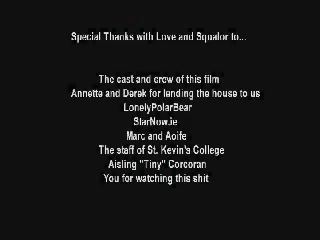 Special Thanks with Love and Squalor to...
The cast and crew of this film
Annette and Derek for lending the house to us
LonelyPolarBear
StarNow.ie
Marc and Aoife
The staff of St. Kevin's College
Aisling "Tiny" Corcoran
You for watching this shit